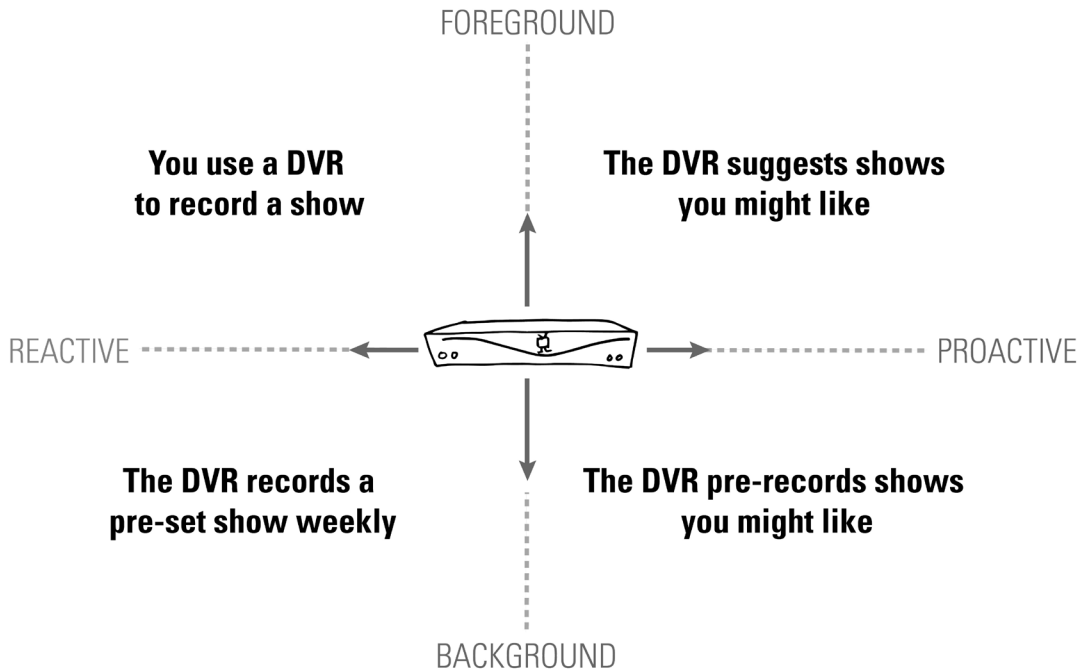 FOREGROUND
You use a DVR
to record a show
The DVR suggests shows
you might like
REACTIVE
PROACTIVE
The DVR records a
pre-set show weekly
The DVR pre-records shows
you might like
BACKGROUND